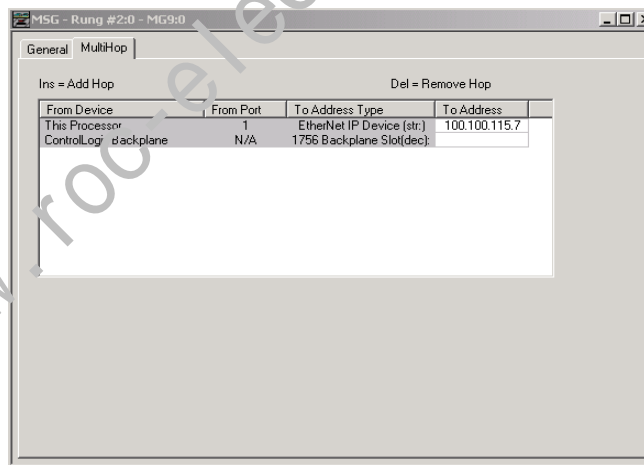 MSG - Rung #2:0 - MG9:0
General MultiHop
Ins = Add Hop Del = Remove Hop
From Device From Port To Address Type To Address
This Processor 1 EtherNet IP Device (str:) 100.100.115.7
ControlLogix Backplane N/A 1756 Backplane Slot(dec):